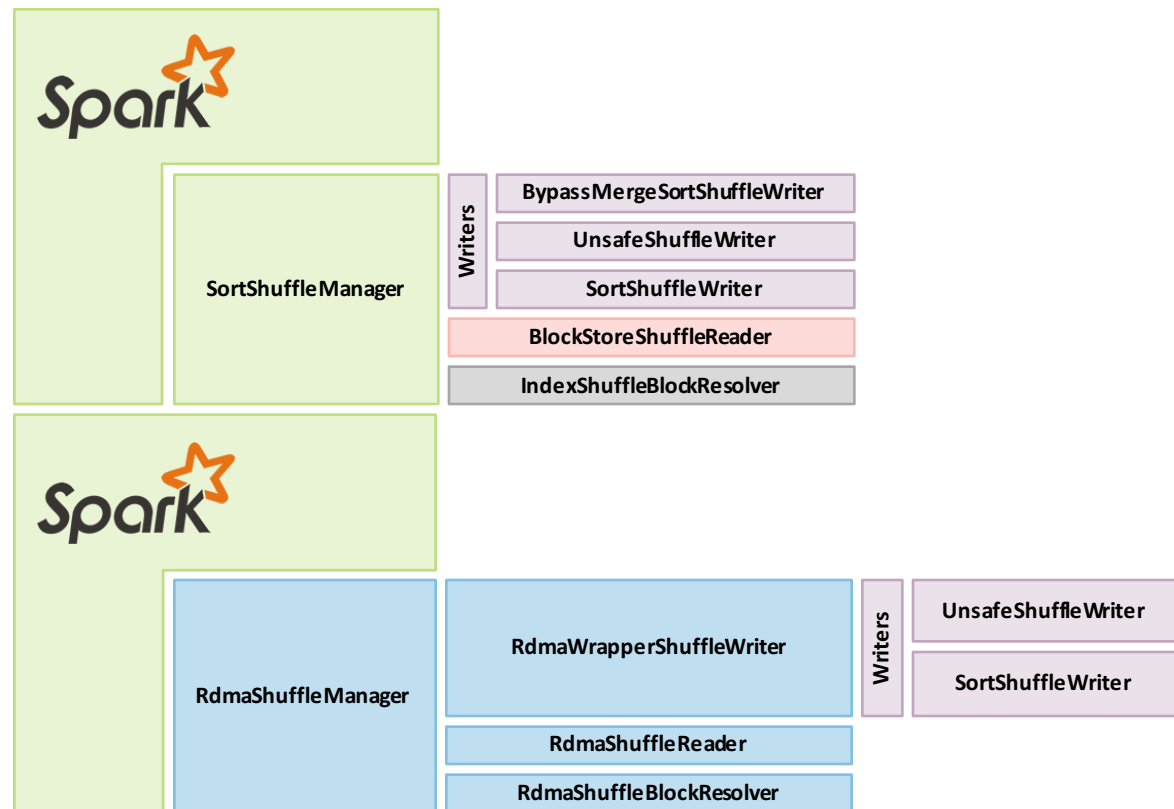 Spark
SortShuffleManager
Writers
BypassMergeSortShuffleWriter
UnsafeShuffleWriter
SortShuffleWriter
BlockStoreShuffleReader
IndexShuffleBlockResolver
Spark
RdmaShuffleManager
RdmaWrapperShuffleWriter
Writers
UnsafeShuffleWriter
SortShuffleWriter
RdmaShuffleReader
RdmaShuffleBlockResolver